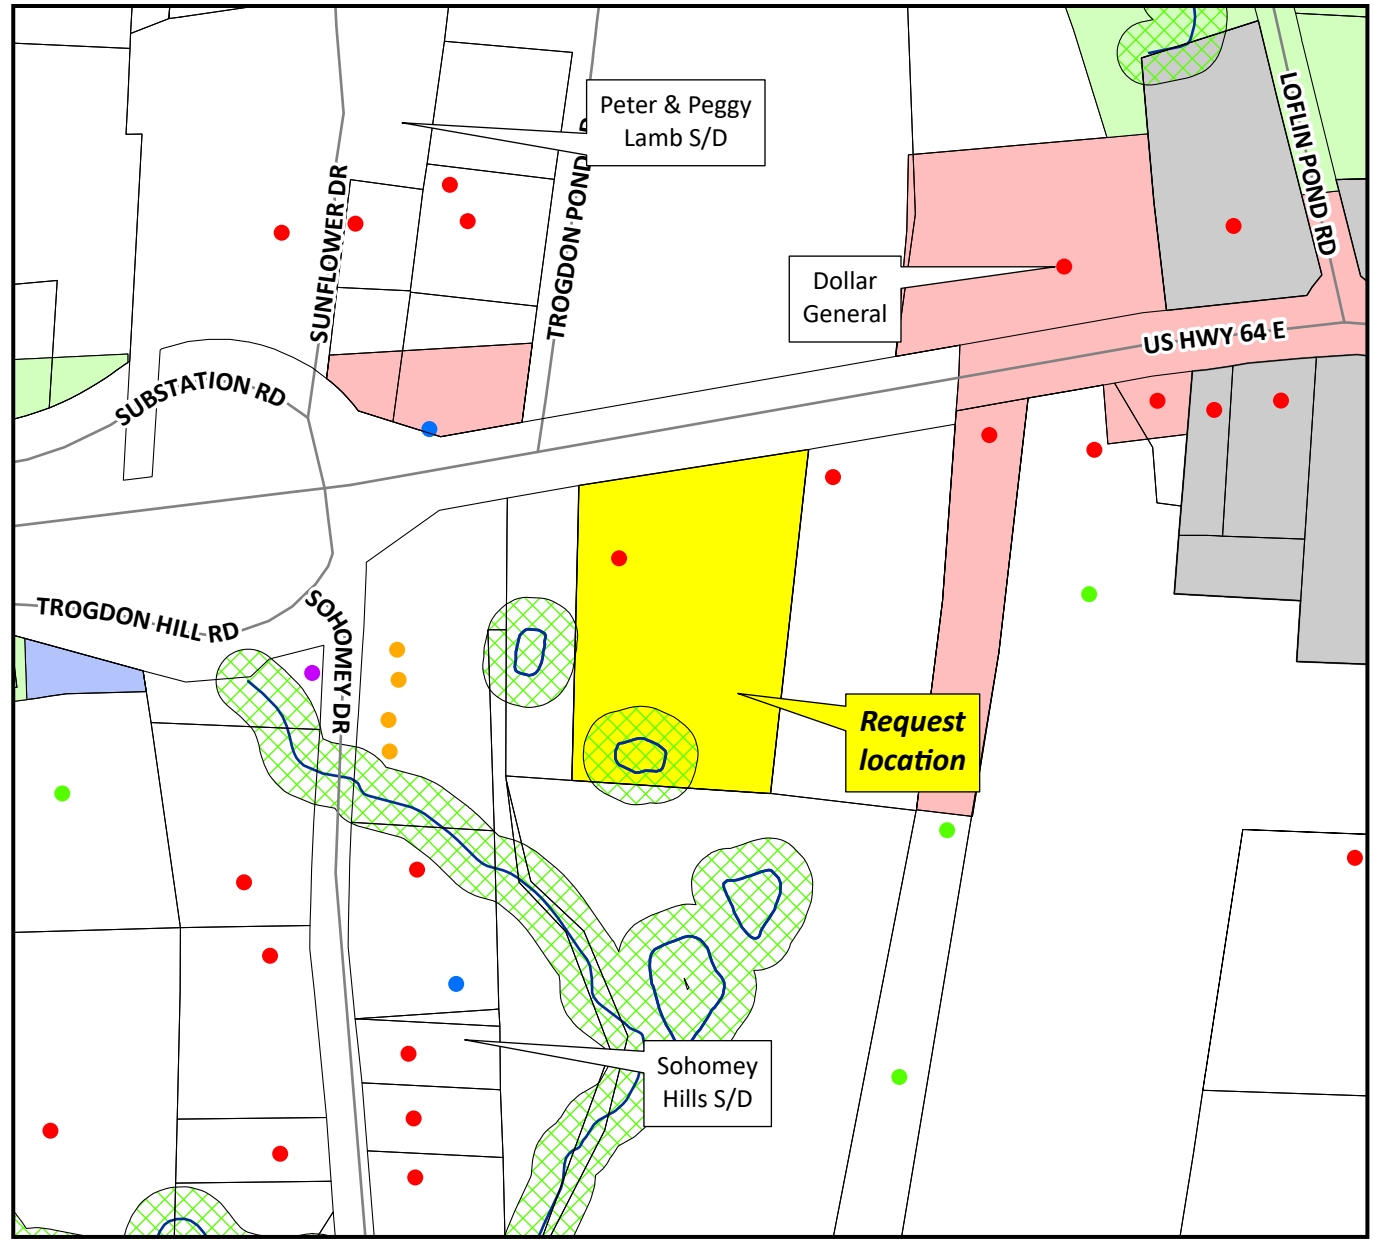 Peter & Peggy
Lamb S/D
LOFLIN POND RD
SUNFLOWER DR
TROGDON POND
Dollar
General
US HWY 64 E
SUBSTATION RD
TROGDON HILL RD
SOHOMEY DR
Request
location
Sohomey
Hills S/D